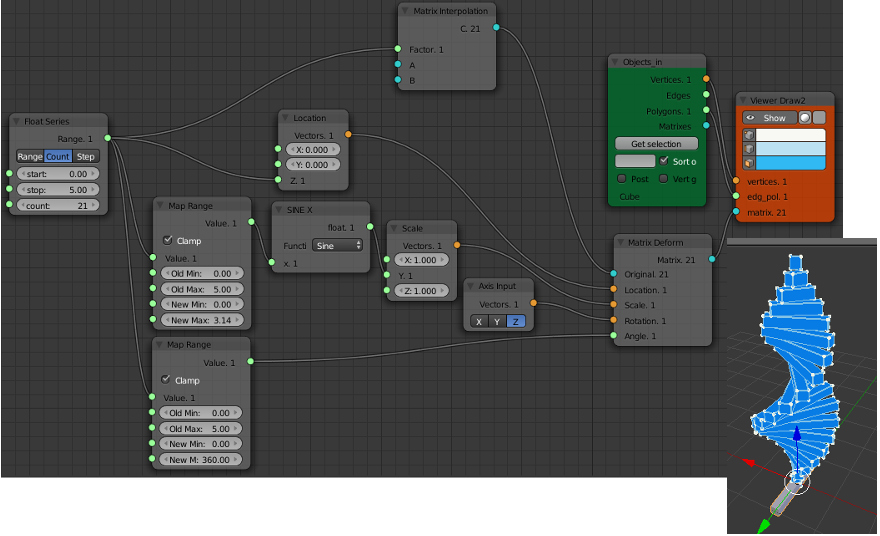 Float Series
Range. 1
Range Count Step
start: 0.00
stop: 5.00
count: 21
Matrix Interpolation
C. 21
Factor. 1
A
B
Location
Vectors. 1
X: 0.000
Y: 0.000
Z. 1
Map Range
Value. 1
Clamp
Value. 1
Old Min: 0.00
Old Max: 5.00
New Min: 0.00
New Max: 3.14
SINE X
float. 1
Functi Sine
x. 1
Scale
Vectors. 1
X: 1.000
Y. 1
Z: 1.000
Axis Input
Vectors. 1
X Y Z
Map Range
Value. 1
Clamp
Value. 1
Old Min: 0.00
Old Max: 5.00
New Min: 0.00
New M: 360.00
Objects_in
Vertices. 1
Edges
Polygons. 1
Matrixes
Get selection
Sort o
Post Vert g
Cube
Viewer Draw2
Show
vertices. 1
edg_pol. 1
matrix. 21
Matrix Deform
Matrix. 21
Original. 21
Location. 1
Scale. 1
Rotation. 1
Angle. 1